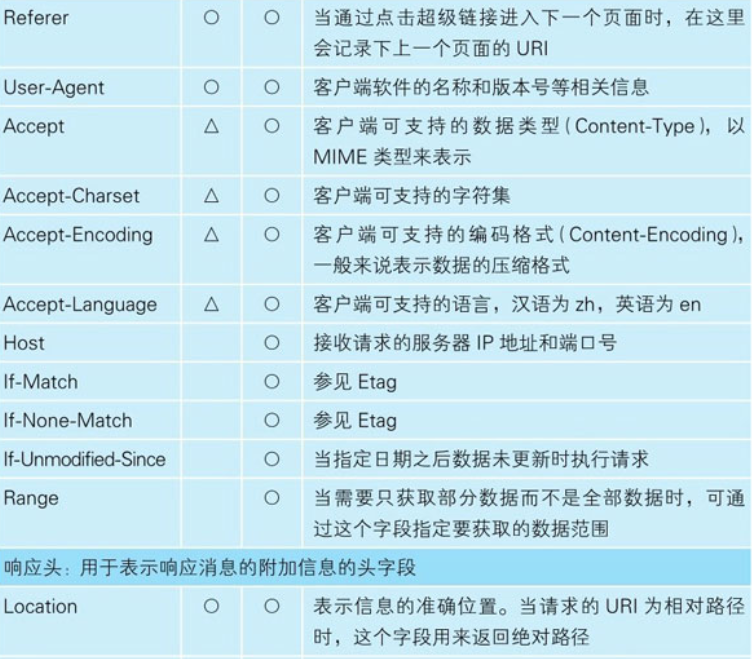 Referer ○ ○ 当通过点击超级链接进入下一个页面时，在这里
会记录下上一个页面的 URI
User-Agent ○ ○ 客户端软件的名称和版本号等相关信息
Accept △ ○ 客户端可支持的数据类型(Content-Type)，以
MIME 类型来表示
Accept-Charset △ ○ 客户端可支持的字符集
Accept-Encoding △ ○ 客户端可支持的编码格式(Content-Encoding)，
一般来说表示数据的压缩格式
Accept-Language △ ○ 客户端可支持的语言，汉语为 zh，英语为 en
Host ○ 接收请求的服务器 IP 地址和端口号
If-Match ○ 参见 Etag
If-None-Match ○ 参见 Etag
If-Unmodified-Since ○ 当指定日期之后数据未更新时执行请求
Range ○ 当需要只获取部分数据而不是全部数据时，可通
过这个字段指定要获取的数据范围
响应头：用于表示响应消息的附加信息的头字段
Location ○ ○ 表示信息的准确位置。当请求的 URI 为相对路径
时，这个字段用来返回绝对路径